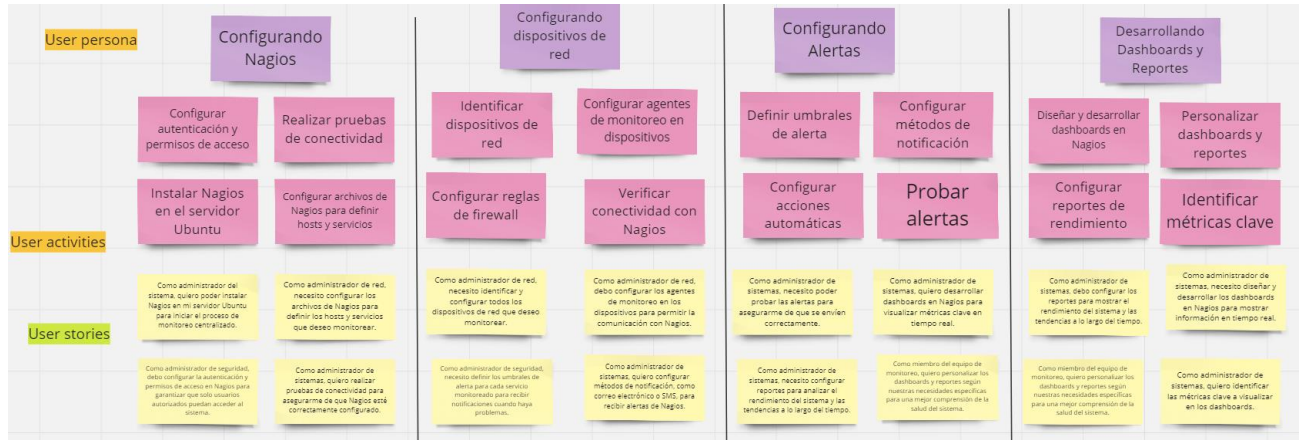 User persona
Configurando
Nagios
Configurando
dispositivos de
red
Configurando
Alertas
Desarrollando
Dashboards y
Reportes
User activities
Configurar
autenticación y
permisos de acceso
Realizar pruebas
de conectividad
Identificar
dispositivos de
red
Configurar agentes
de monitoreo en
dispositivos
Definir umbrales
de alerta
Configurar
métodos de
notificación
Diseñar y desarrollar
dashboards en
Nagios
Personalizar
dashboards y
reportes
Instalar Nagios
en el servidor
Ubuntu
Configurar archivos de
Nagios para definir
hosts y servicios
Configurar reglas
de firewall
Verificar
conectividad con
Nagios
Configurar
acciones
automáticas
Probar
alertas
Configurar
reportes de
rendimiento
Identificar
métricas clave
User stories
Como administrador del
sistema, quiero poder instalar
Nagios en mi servidor Ubuntu
para iniciar el proceso de
monitoreo centralizado.
Como administrador de red,
necesito configurar los
archivos de Nagios para
definir los hosts y servicios
que deseo monitorear.
Como administrador de red,
necesito identificar y
configurar todos los
dispositivos de red que deseo
monitorear.
Como administrador de red,
debo configurar los agentes
de monitoreo en los
dispositivos para permitir la
comunicación con Nagios.
Como administrador de
sistemas, necesito poder
probar las alertas para
asegurarme de que se envíen
correctamente.
Como administrador de
sistemas, quiero desarrollar
dashboards en Nagios para
visualizar métricas clave en
tiempo real.
Como administrador de
sistemas, debo configurar los
reportes para mostrar el
rendimiento del sistema y las
tendencias a lo largo del tiempo.
Como administrador de
sistemas, necesito diseñar y
desarrollar los dashboards
en Nagios para mostrar
información en tiempo real.
Como administrador de seguridad,
debo configurar la autenticación y
permisos de acceso en Nagios para
garantizar que solo usuarios
autorizados puedan acceder al
sistema.
Como administrador de
sistemas, quiero realizar
pruebas de conectividad para
asegurarme de que Nagios esté
correctamente configurado.
Como administrador de seguridad,
necesito definir los umbrales de
alerta para cada servicio
monitoreado para recibir
notificaciones cuando haya
problemas.
Como administrador de
sistemas, quiero configurar
métodos de notificación, como
correo electrónico o SMS, para
recibir alertas de Nagios.
Como administrador de
sistemas, necesito configurar
reportes para analizar el
rendimiento del sistema y las
tendencias a lo largo del tiempo.
Como miembro del equipo de
monitoreo, quiero personalizar los
dashboards y reportes según
nuestras necesidades específicas
para una mejor comprensión de la
salud del sistema.
Como miembro del equipo de
monitoreo, quiero personalizar los
dashboards y reportes según
nuestras necesidades específicas
para una mejor comprensión de la
salud del sistema.
Como administrador de
sistemas, quiero identificar
las métricas clave a visualizar
en los dashboards.